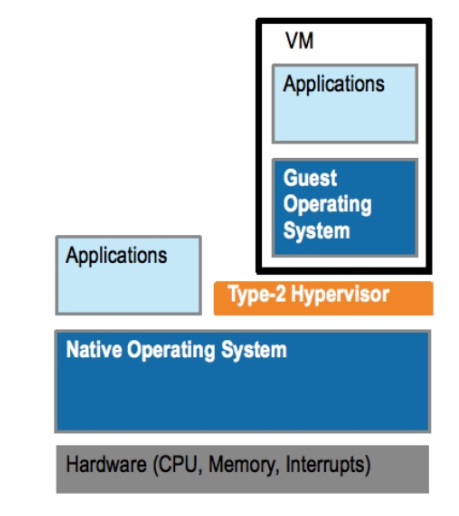 VM
Applications
Guest
Operating
System
Applications
Type-2 Hypervisor
Native Operating System
Hardware (CPU, Memory, Interrupts)